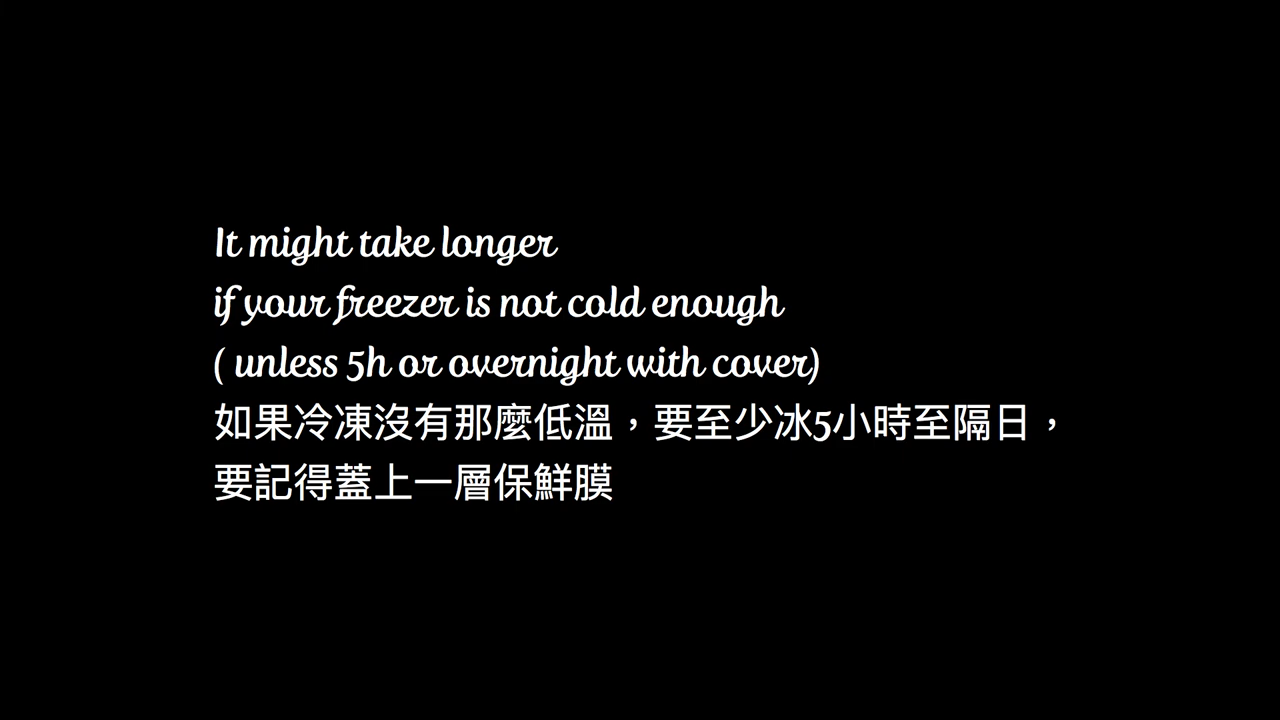 It might take longer
if your freezer is not cold enough
( unless 5h or overnight with cover)
如果冷凍沒有那麼低溫，要至少冰5小時至隔日，
要記得蓋上一層保鮮膜